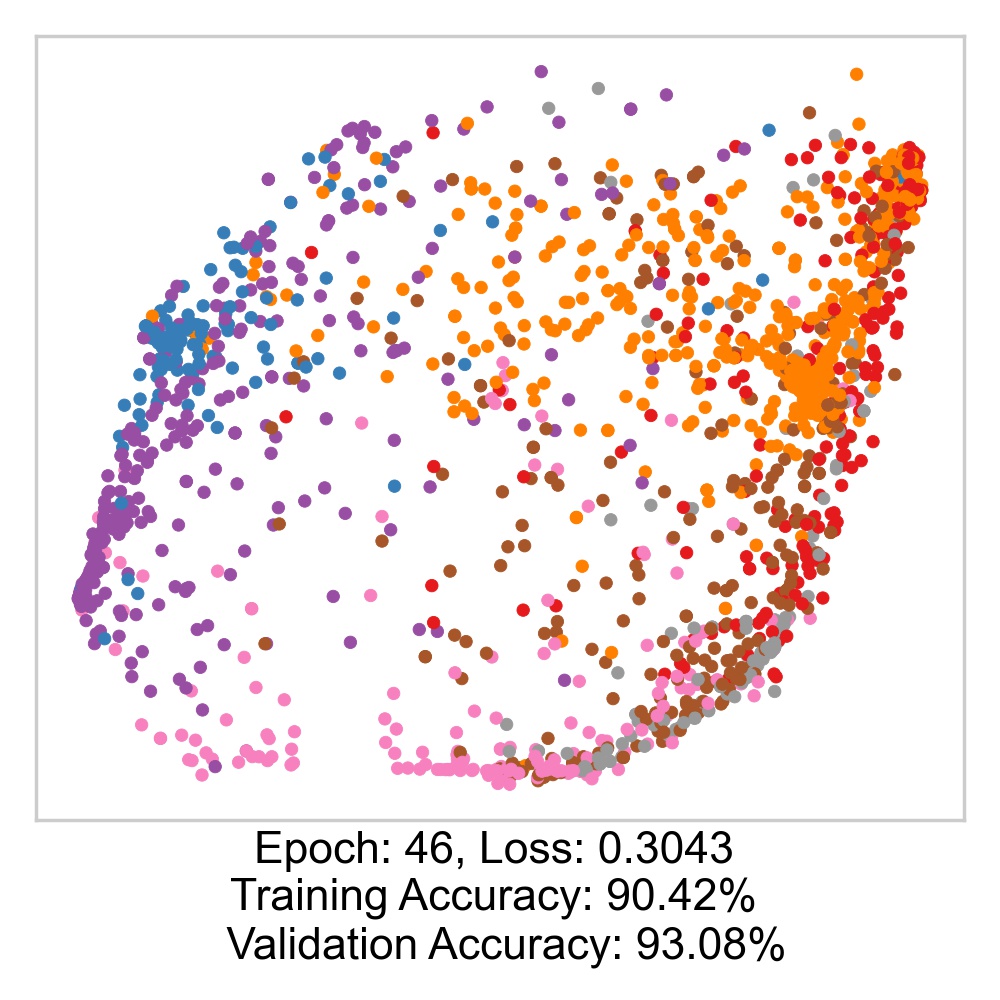 Epoch: 46, Loss: 0.3043
Training Accuracy: 90.42%
Validation Accuracy: 93.08%